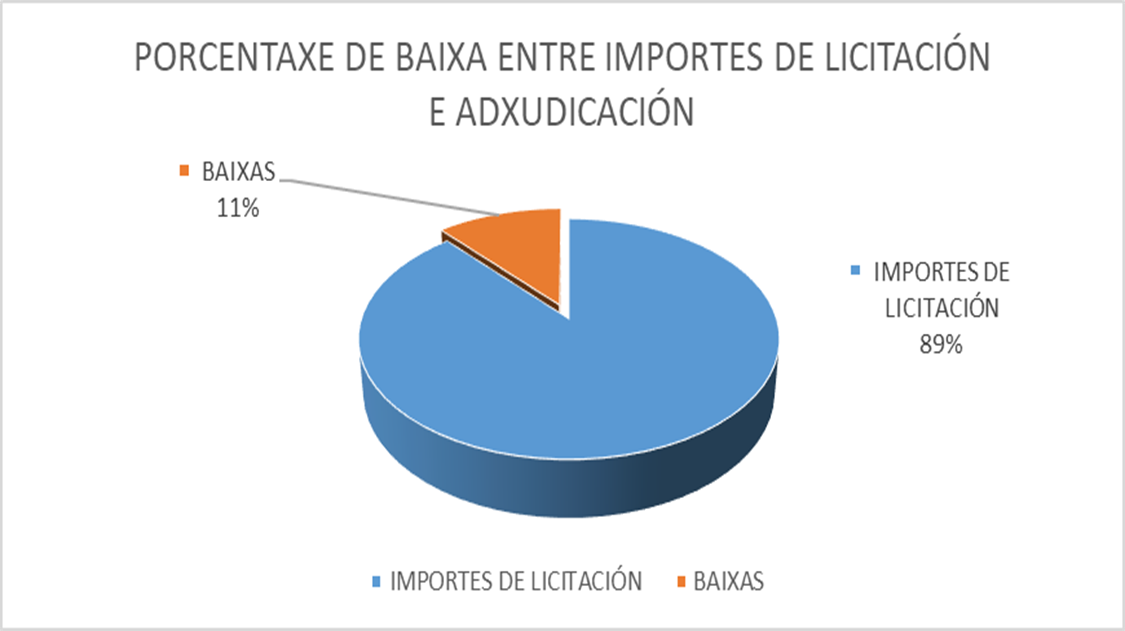 PORCENTAXE DE BAIXA ENTRE IMPORTES DE LICITACIÓN
E ADXUDICACIÓN
BAIXAS
11%
IMPORTES DE
LICITACIÓN
89%
IMPORTES DE LICITACIÓN
BAIXAS